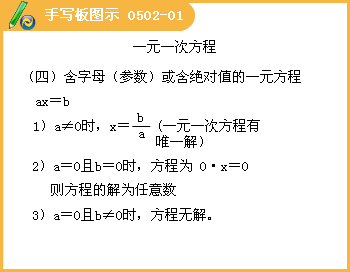 手写板图示 0502-01
一元一次方程
(四)含字母(参数)或含绝对值的一元方程
ax=b
1) a≠0时，x=b/a (一元一次方程有
唯一解)
2) a=0且b=0时，方程为 0·x=0
则方程的解为任意数
3) a=0且b≠0时，方程无解。